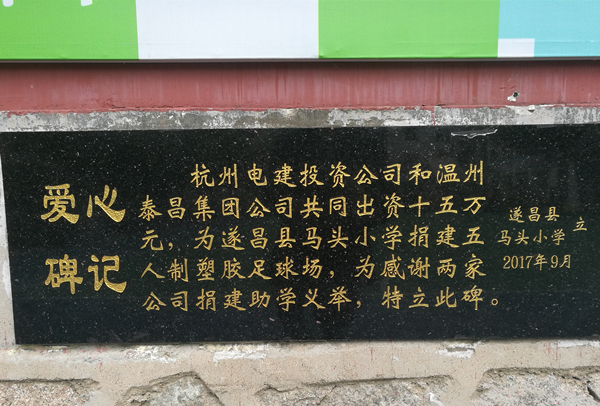 爱心
碑记
杭州电建投资公司和温州
泰昌集团公司共同出资十五万
元，为遂昌县马头小学捐建五
人制塑胶足球场，为感谢两家
公司捐建助学义举，特立此碑。
遂昌县
马头小学 立
2017年9月